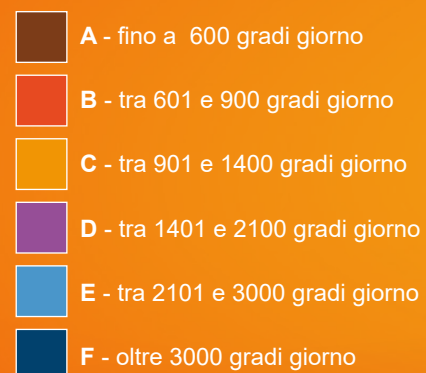 A - fino a 600 gradi giorno
B - tra 601 e 900 gradi giorno
C - tra 901 e 1400 gradi giorno
D - tra 1401 e 2100 gradi giorno
E - tra 2101 e 3000 gradi giorno
F - oltre 3000 gradi giorno